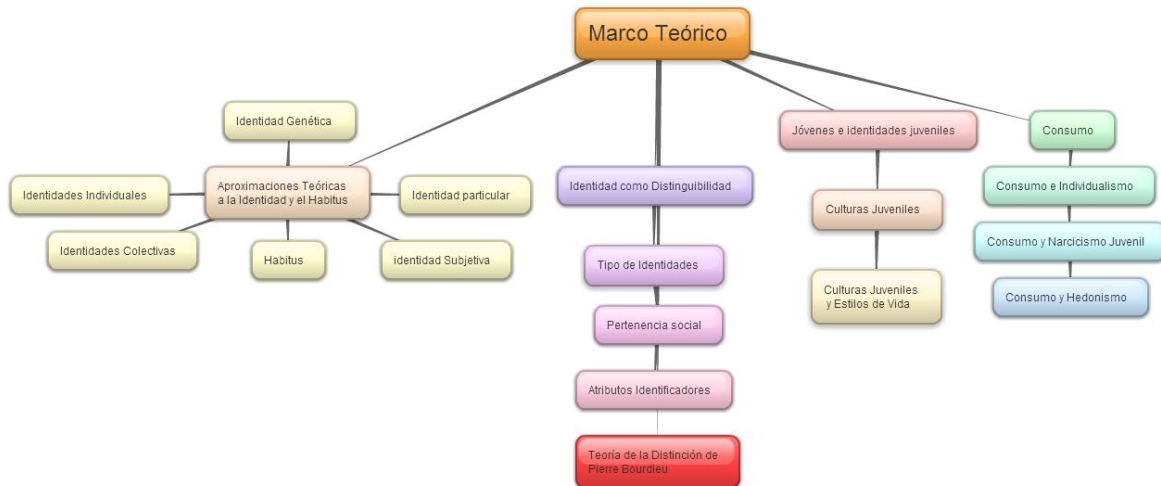 Marco Teórico
Identidad Genética
Aproximaciones Teóricas
a la Identidad y el Habitus
Identidades Individuales
Identidad particular
Identidades Colectivas
Habitus
identidad Subjetiva
Identidad como Distinguibilidad
Tipo de Identidades
Pertenencia social
Atributos Identificadores
Teoría de la Distinción de
Pierre Bourdieu
Jóvenes e identidades juveniles
Culturas Juveniles
Culturas Juveniles
y Estilos de Vida
Consumo
Consumo e Individualismo
Consumo y Narcicismo Juvenil
Consumo y Hedonismo